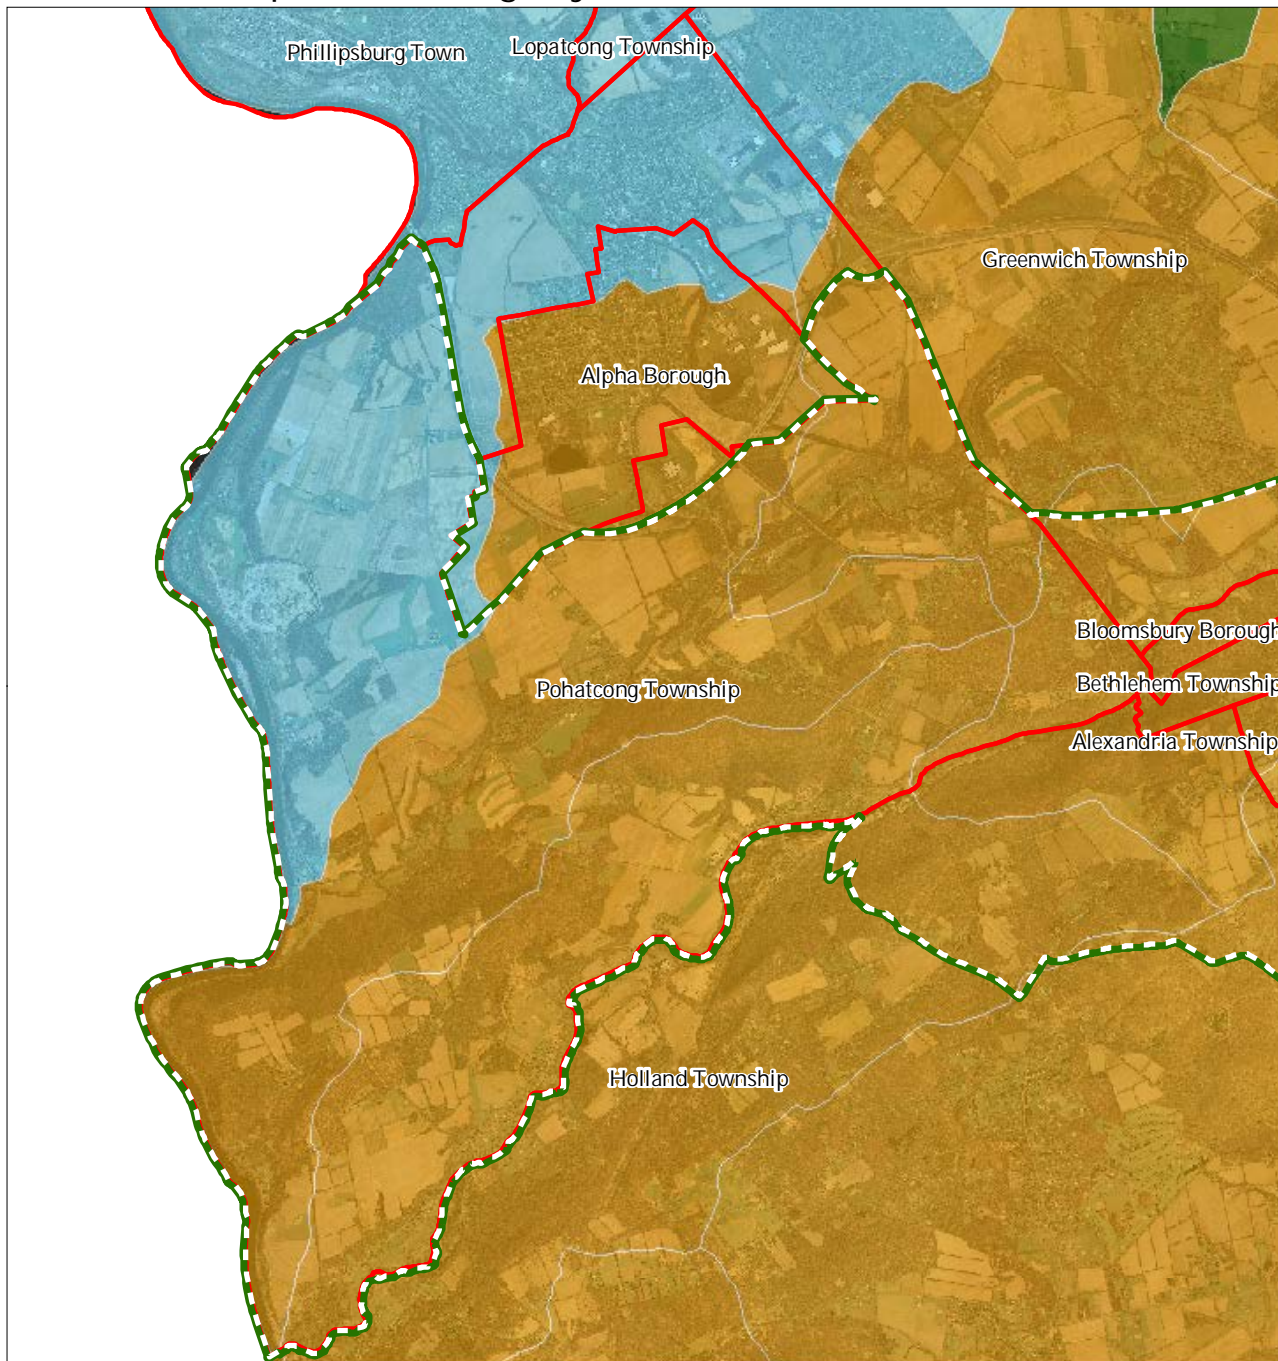 Phillipsburg Town
Lopatcong Township
Greenwich Township
Alpha Borough
Bloomsbury Borough
Pohatcong Township
Bethlehem Township
Alexandria Township
Holland Township